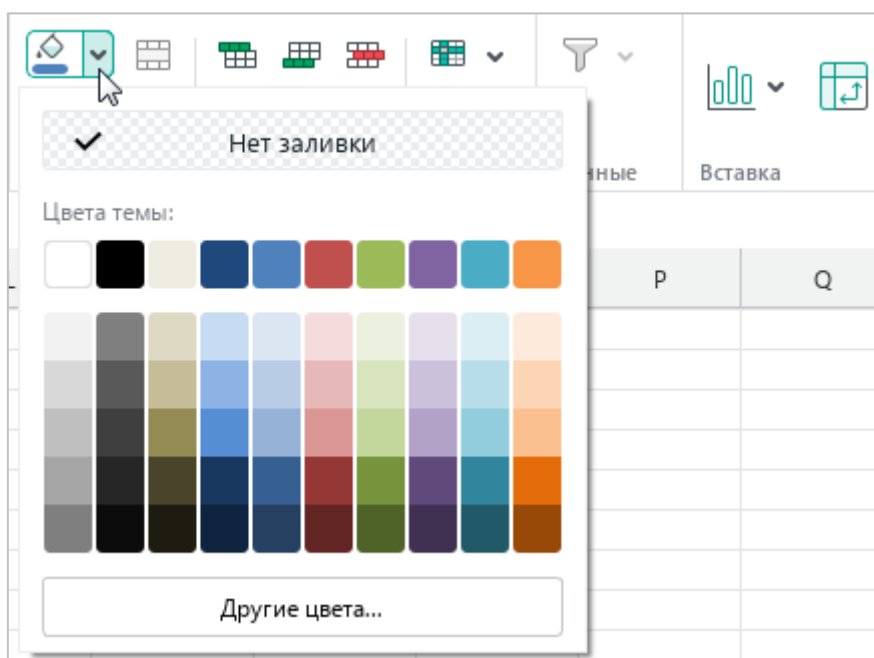 Нет заливки
нные
Вставка
Цвета темы:
P
Q
Другие цвета...